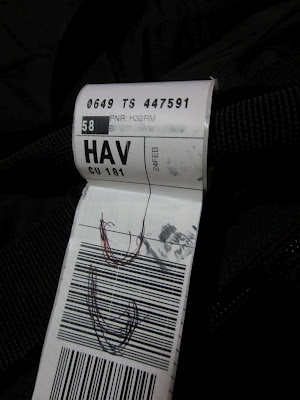 0649 TS 447591
PNR: H32RM
58
HAV
24FEB
CU 181